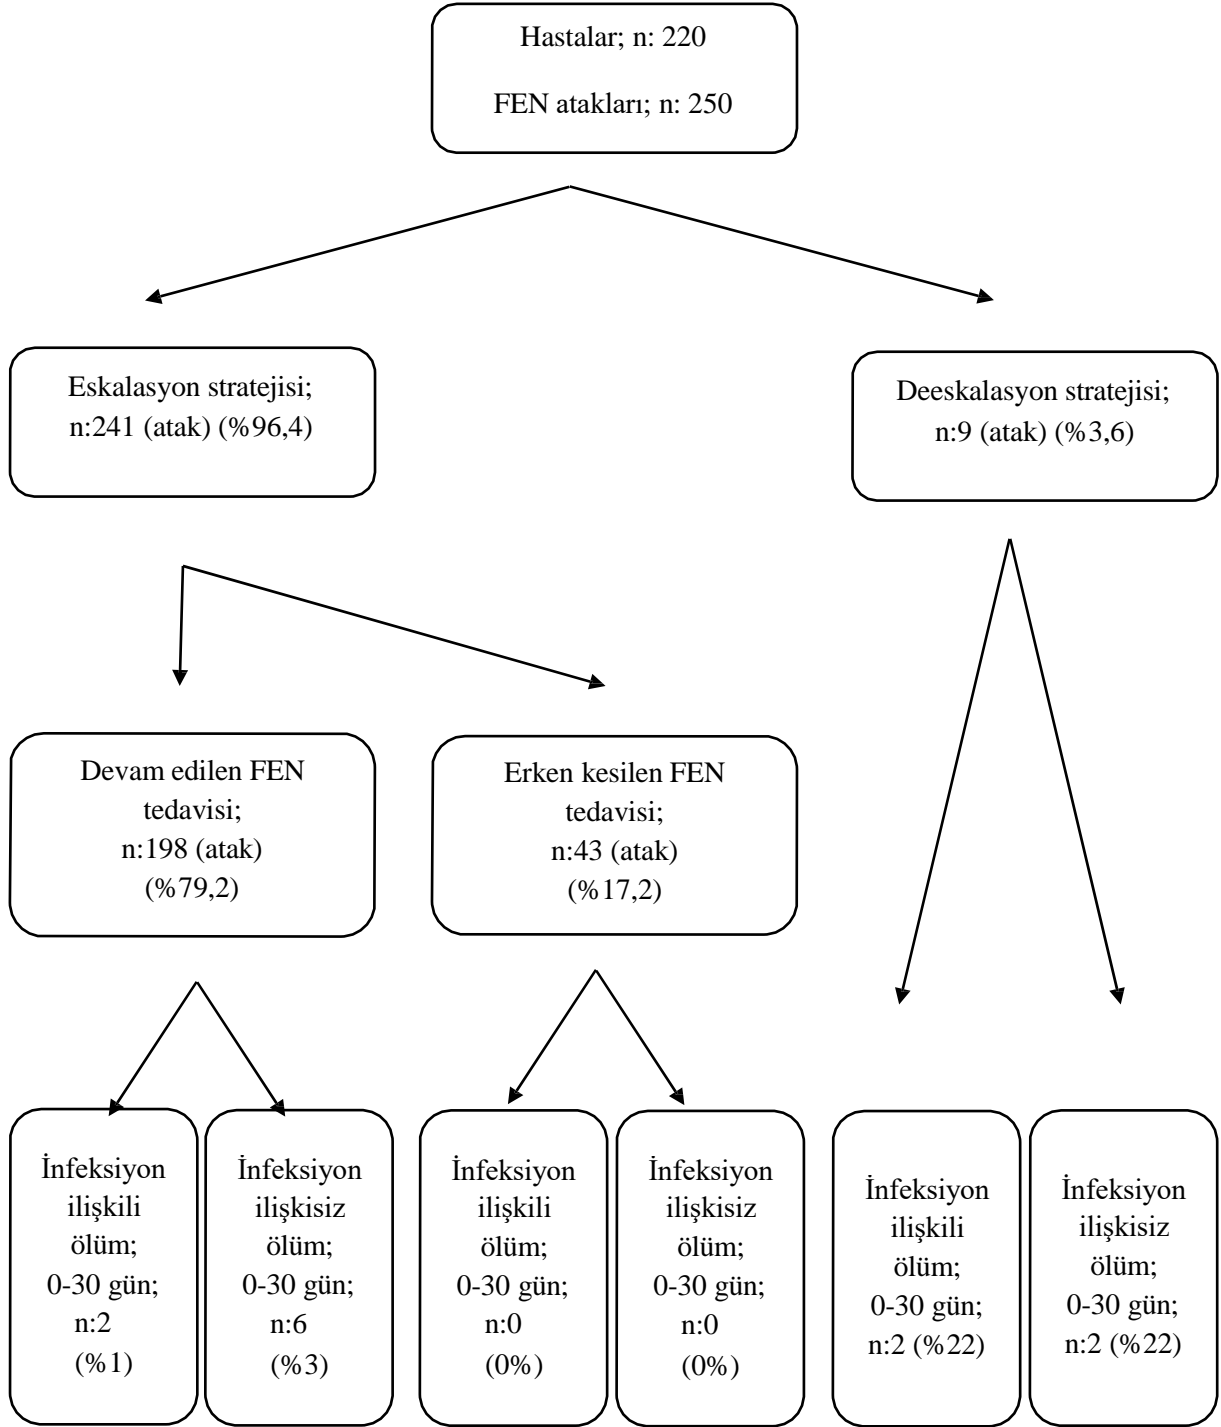 Hastalar; n: 220
FEN atakları; n: 250
Eskalasyon stratejisi;
n:241 (atak) (%96,4)
Deeskalasyon stratejisi;
n:9 (atak) (%3,6)
Devam edilen FEN
tedavisi;
n:198 (atak)
(%79,2)
Erken kesilen FEN
tedavisi;
n:43 (atak)
(%17,2)
İnfeksiyon
ilişkili
ölüm;
0-30 gün;
n:2
(%1)
İnfeksiyon
ilişkisiz
ölüm;
0-30 gün;
n:6
(%3)
İnfeksiyon
ilişkili
ölüm;
0-30 gün;
n:0
(0%)
İnfeksiyon
ilişkisiz
ölüm;
0-30 gün;
n:0
(0%)
İnfeksiyon
ilişkili
ölüm;
0-30 gün;
n:2 (%22)
İnfeksiyon
ilişkisiz
ölüm;
0-30 gün;
n:2 (%22)